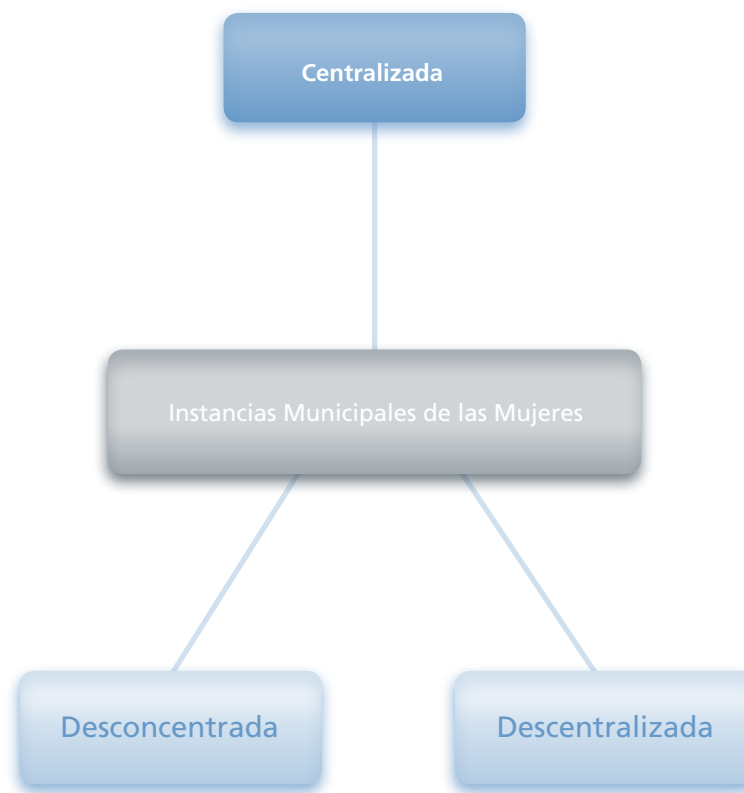 Centralizada
Instancias Municipales de las Mujeres
Desconcentrada
Descentralizada